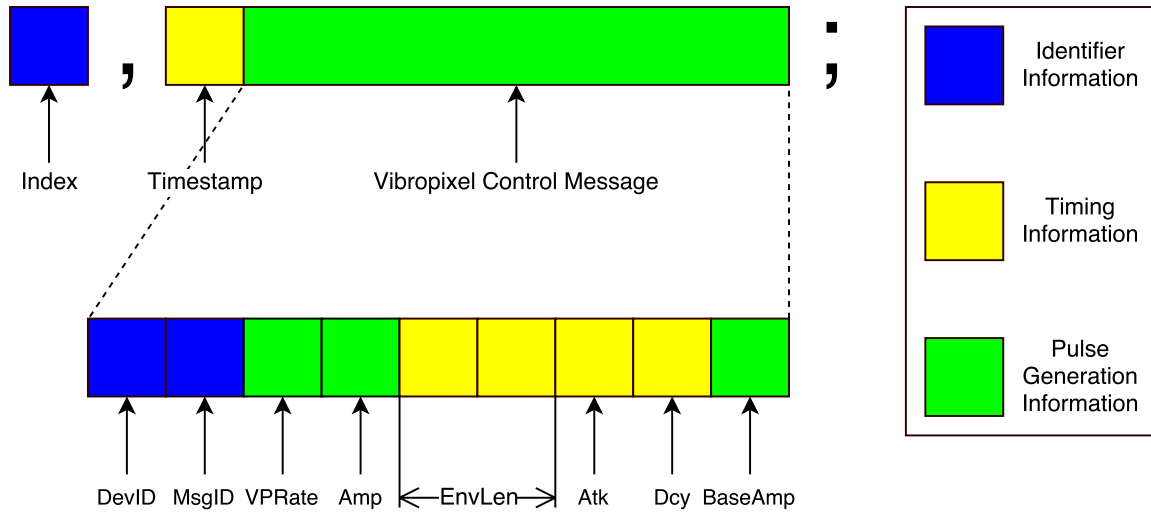 , ;
Index
Timestamp
Vibropixel Control Message
DevID
MsgID
VPRate
Amp
EnvLen
Atk
Dcy
BaseAmp
Identifier
Information
Timing
Information
Pulse
Generation
Information